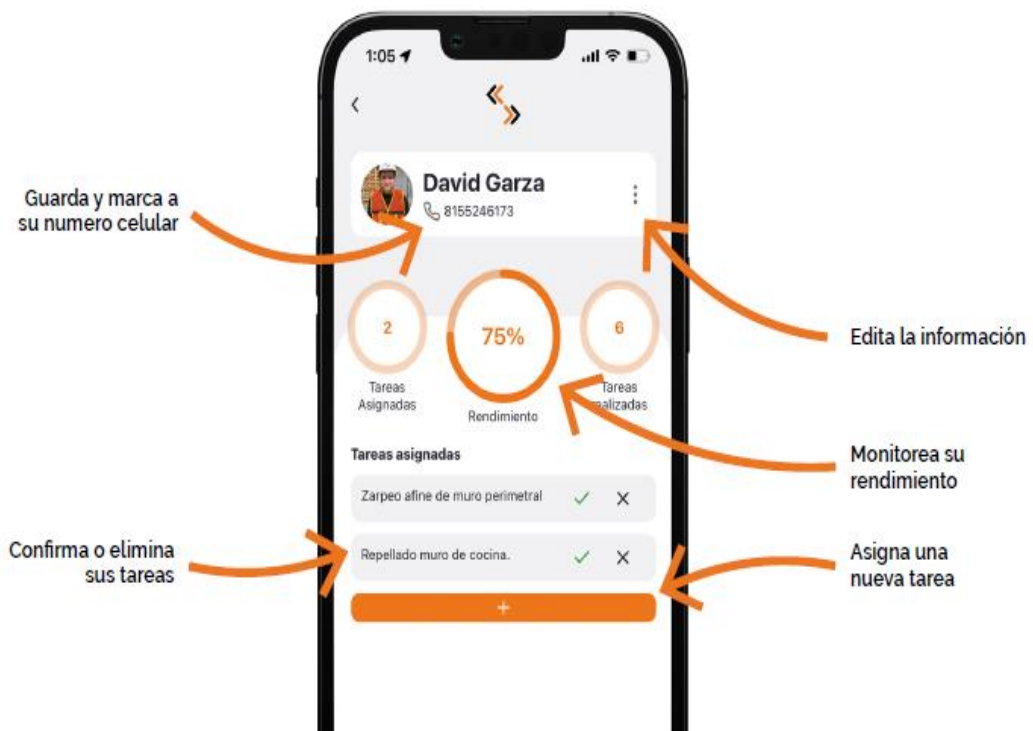 1:05
David Garza
8155246173
Guarda y marca a
su numero celular
2
75%
6
Edita la información
Tareas
Asignadas
Rendimiento
Tareas
alizadas
Monitorea su
rendimiento
Tareas asignadas
Zarpeo afine de muro perimetral
Confirma o elimina
sus tareas
Repellado muro de cocina.
Asigna una
nueva tarea
+